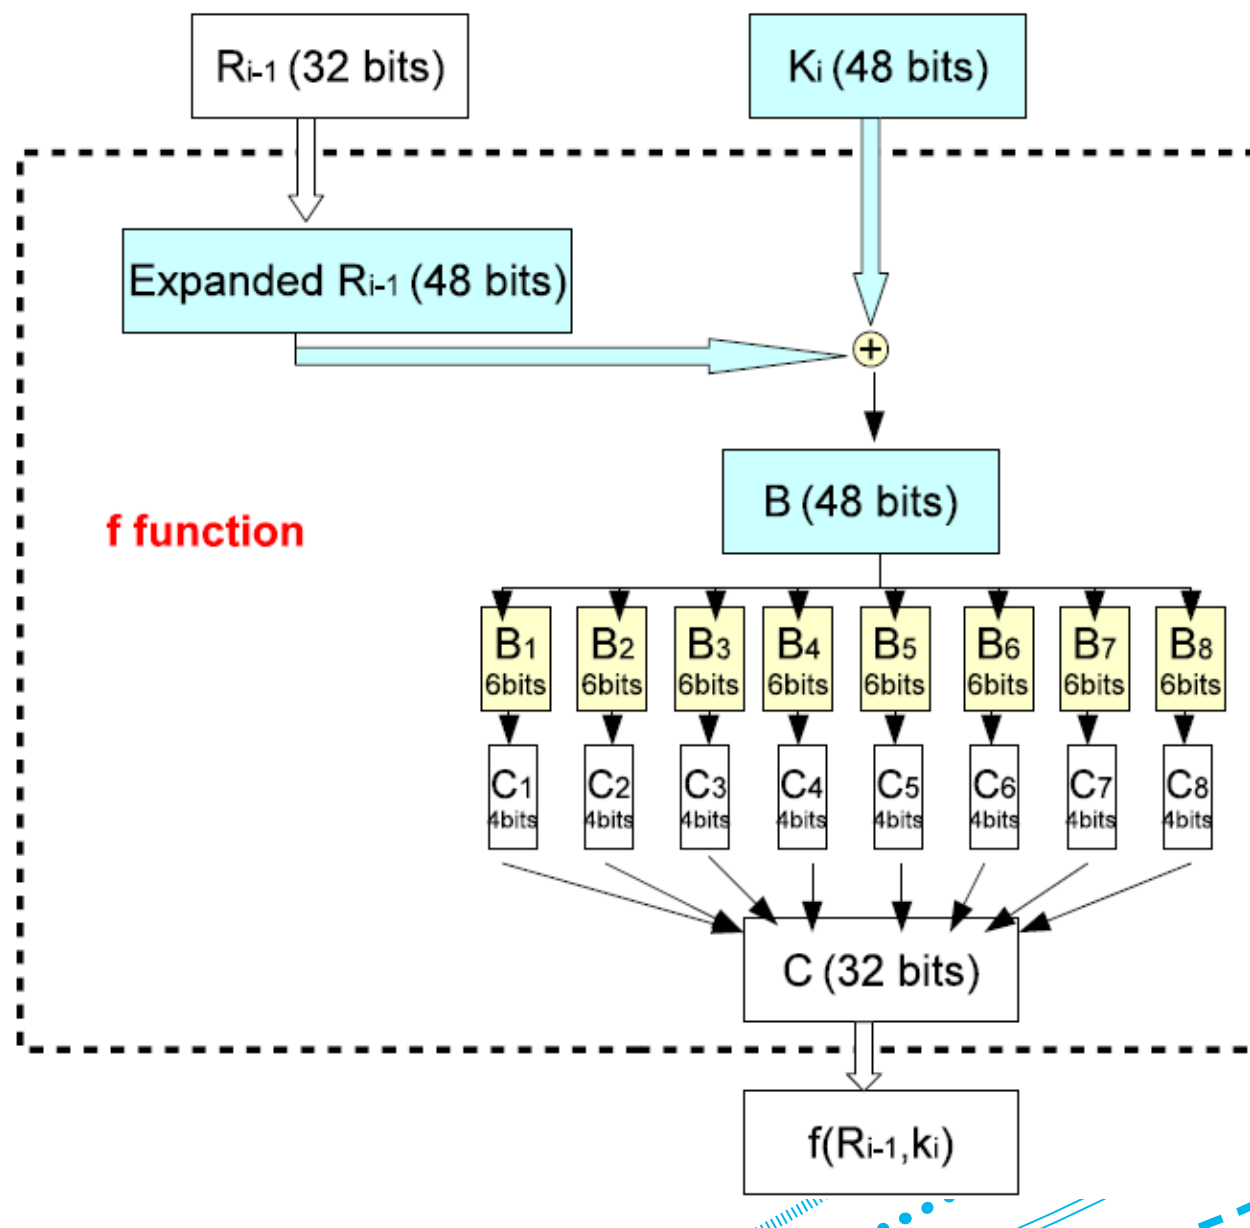 Ri-1 (32 bits)
Ki (48 bits)
Expanded Ri-1 (48 bits)
+
B (48 bits)
f function
B1 B2 B3 B4 B5 B6 B7 B8
6bits 6bits 6bits 6bits 6bits 6bits 6bits 6bits
C1 C2 C3 C4 C5 C6 C7 C8
4bits 4bits 4bits 4bits 4bits 4bits 4bits 4bits
C (32 bits)
f(Ri-1,ki)